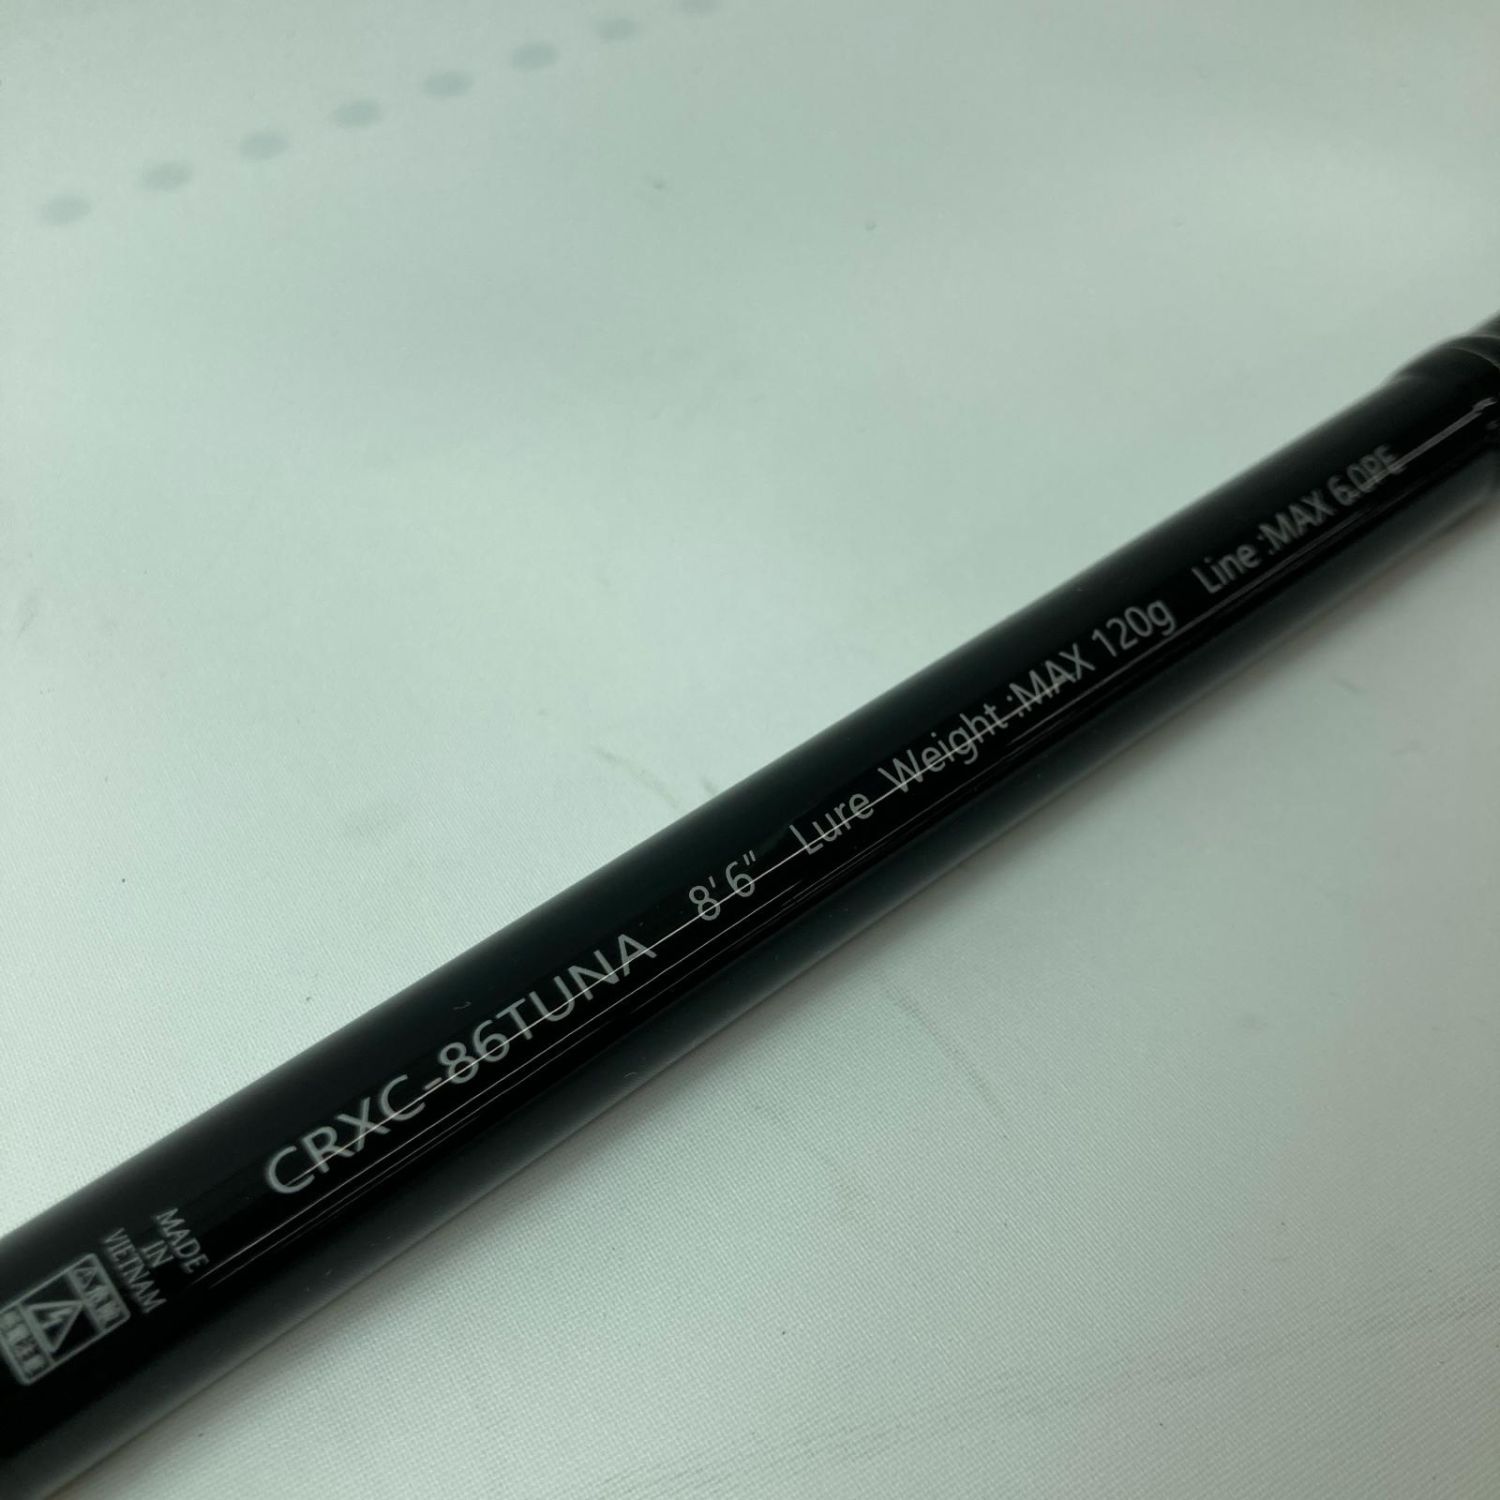 CRXC-86TUNA 8' 6" Lure Weight :MAX 120g Line :MAX 6.0PE
MADE
IN
VIETNAM